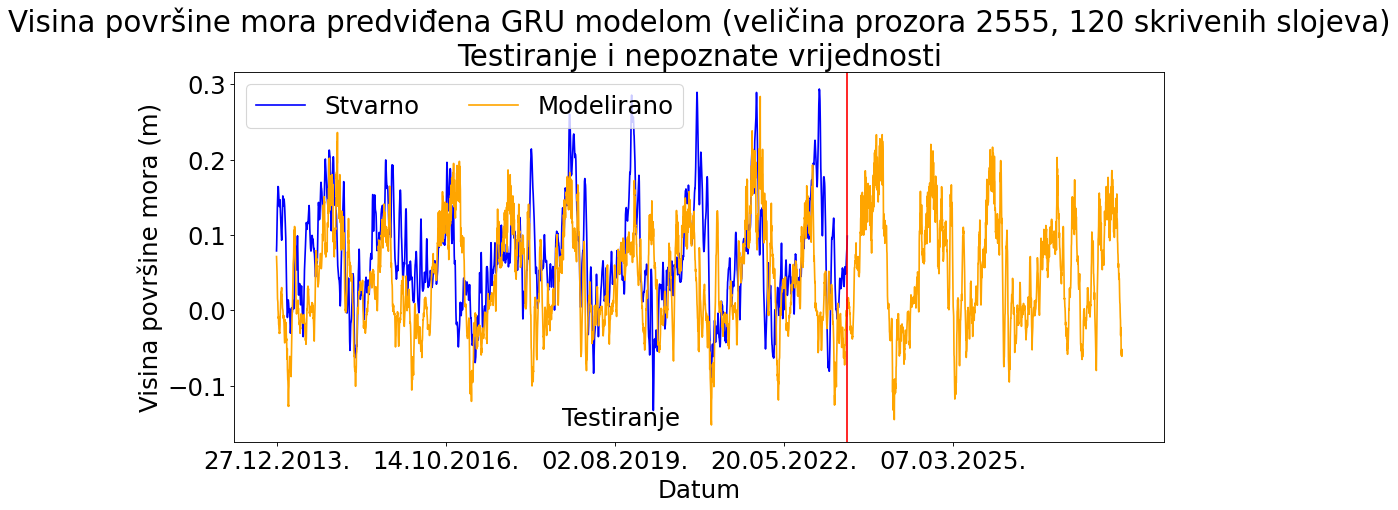 Visina površine mora predviđena GRU modelom (veličina prozora 2555, 120 skrivenih slojeva)
Testiranje i nepoznate vrijednosti
Stvarno
Modelirano
Visina površine mora (m)
0.3
0.2
0.1
0.0
−0.1
Testiranje
27.12.2013.
14.10.2016.
02.08.2019.
20.05.2022.
07.03.2025.
Datum